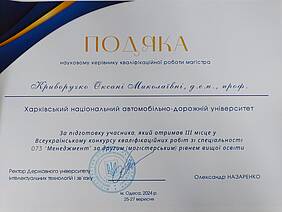 ПОДЯКА
науковому керівнику кваліфікаційної роботи магістра
Криворучко Оксані Миколаївні, д.е.н., проф.
Харківський національний автомобільно-дорожній університет
За підготовку учасника, який отримав III місце у
Всеукраїнському конкурсу кваліфікаційних робіт зі спеціальності
073 "Менеджмент" за другим (магістерським) рівнем вищої освіти
Ректор Державного університету
інтелектуальних технологій і зв'язку
Олександр НАЗАРЕНКО
м. Одеса, 2024 р.
25-27 вересня